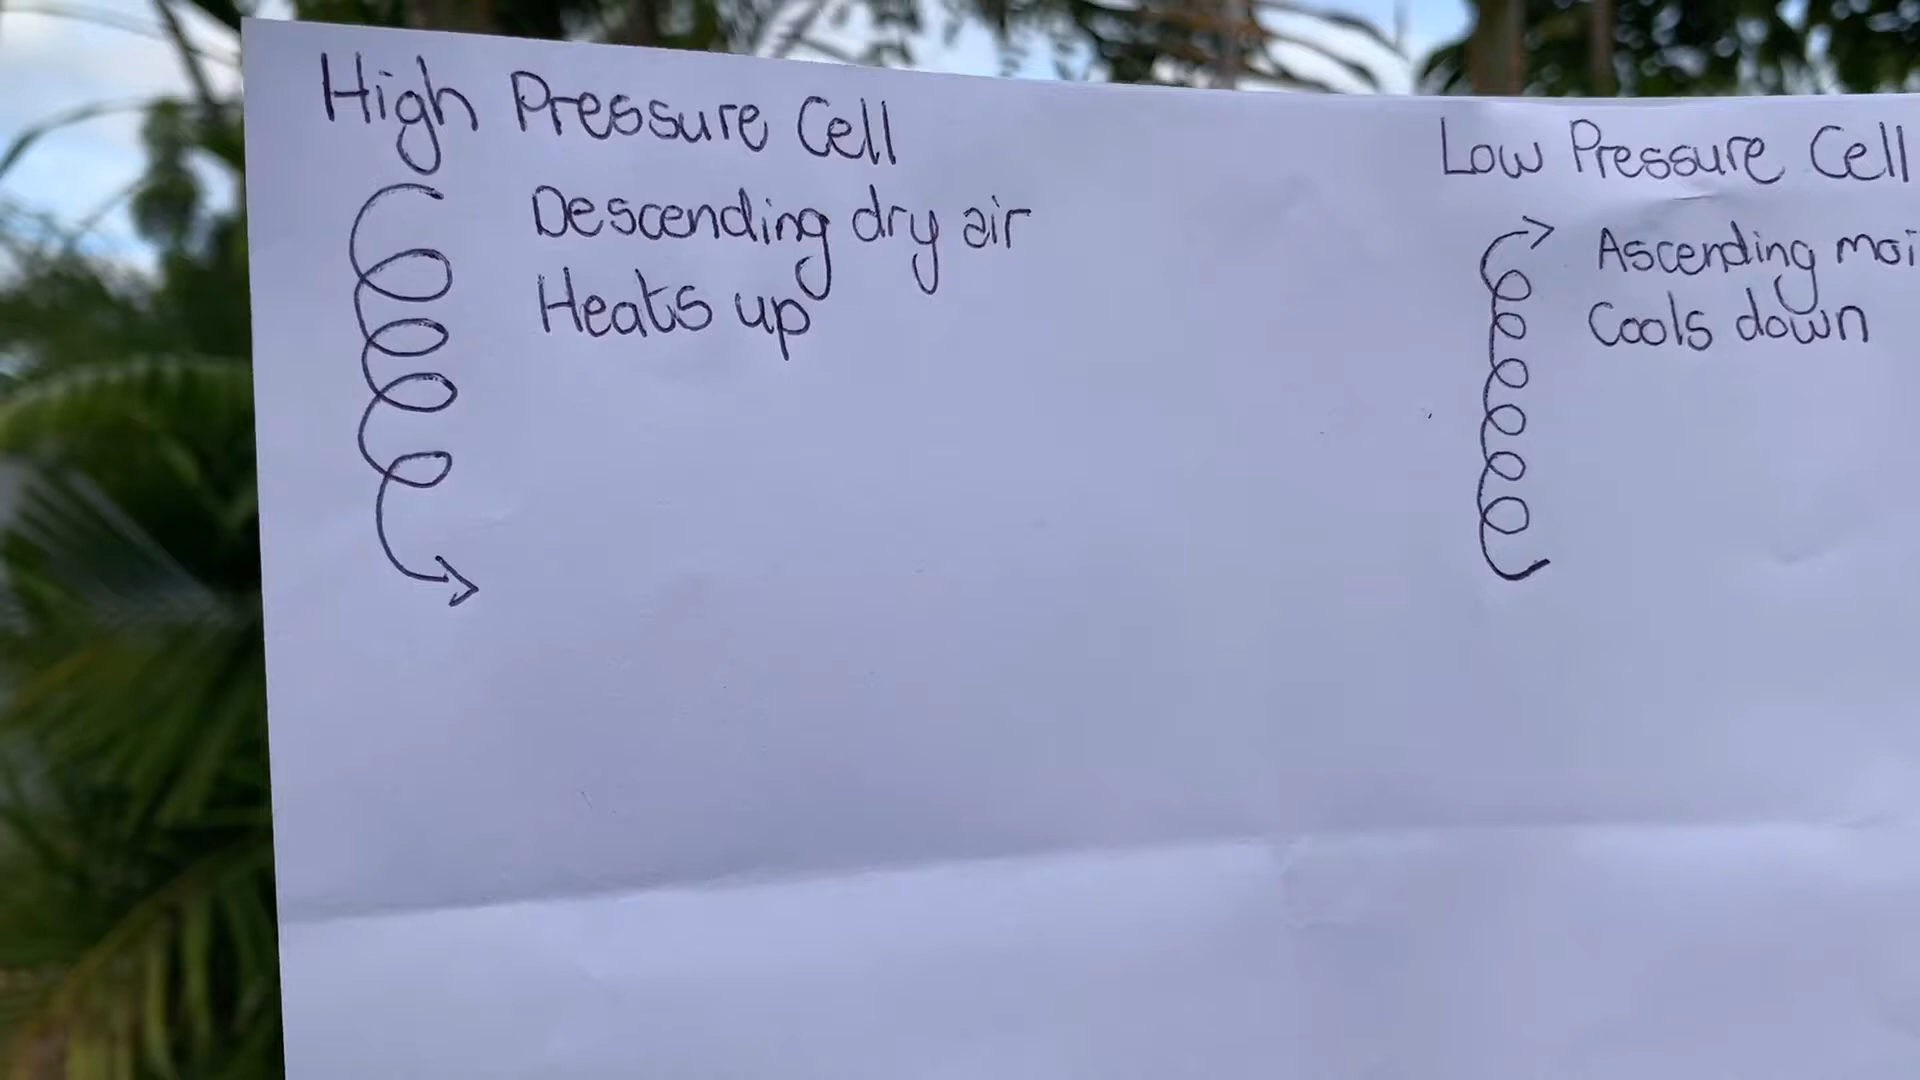 High Pressure Cell
Descending dry air
Heats up
Low Pressure Cell
Ascending
Cools down